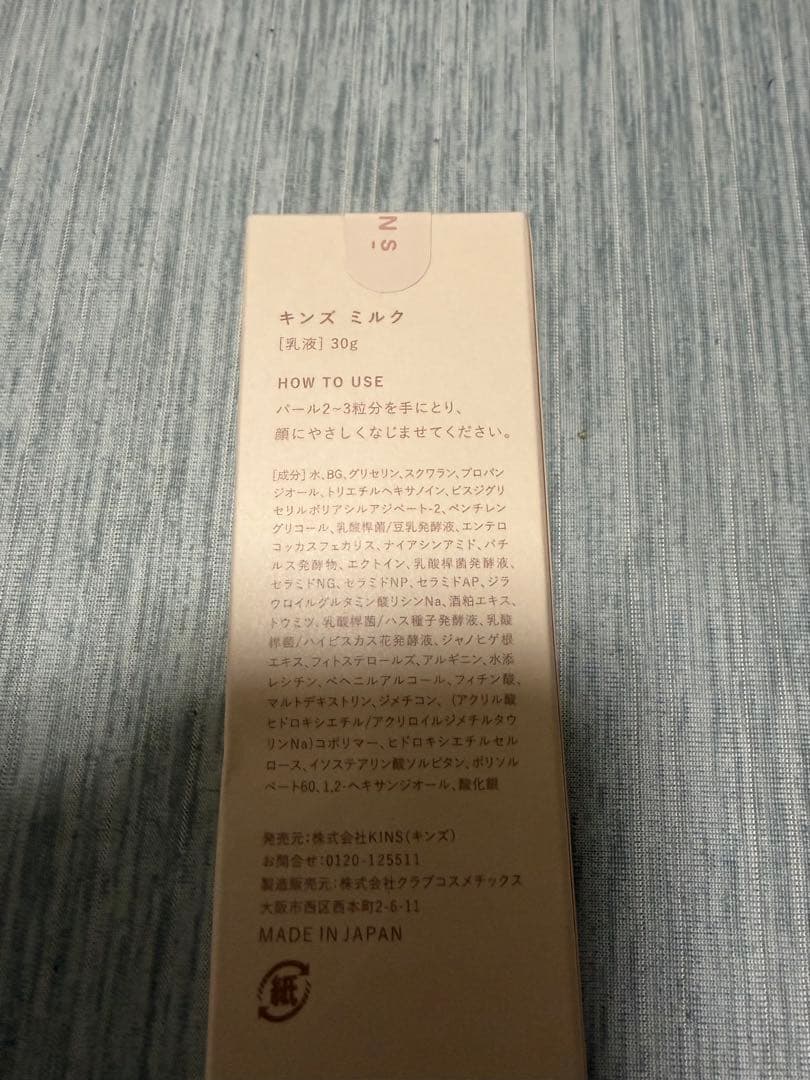 NS
キンズ ミルク
[乳液] 30g
HOW TO USE
パール2~3粒分を手にとり、
顔にやさしくなじませてください。
[成分] 水、BG、グリセリン、スクワラン、プロパン
ジオール、トリエチルヘキサノイン、ビスジグリ
セリルポリアシルアジペート-2、ペンチレン
グリコール、乳酸桿菌/豆乳発酵液、エンテロ
コッカスフェカリス、ナイアシンアミド、バチ
ルス発酵物、エクトイン、乳酸桿菌発酵液、
セラミドNG、セラミドNP、セラミドAP、ジラ
ウロイルグルタミン酸リシンNa、酒粕エキス、
トウミツ、乳酸桿菌/ハス種子発酵液、乳酸
桿菌/ハイビスカス花発酵液、ジャノヒゲ根
エキス、フィトステロールズ、アルギニン、水添
レシチン、ベヘニルアルコール、フィチン酸、
マルトデキストリン、ジメチコン、(アクリル酸
ヒドロキシエチル/アクリロイルジメチルタウ
リンNa)コポリマー、ヒドロキシエチルセル
ロース、イソステアリン酸ソルビタン、ポリソル
ベート60、1,2-ヘキサンジオール、酸化銀
発売元:株式会社KINS(キンズ)
お問合せ:0120-125511
製造販売元:株式会社クラブコスメチックス
大阪市西区西本町2-6-11
MADE IN JAPAN
紙